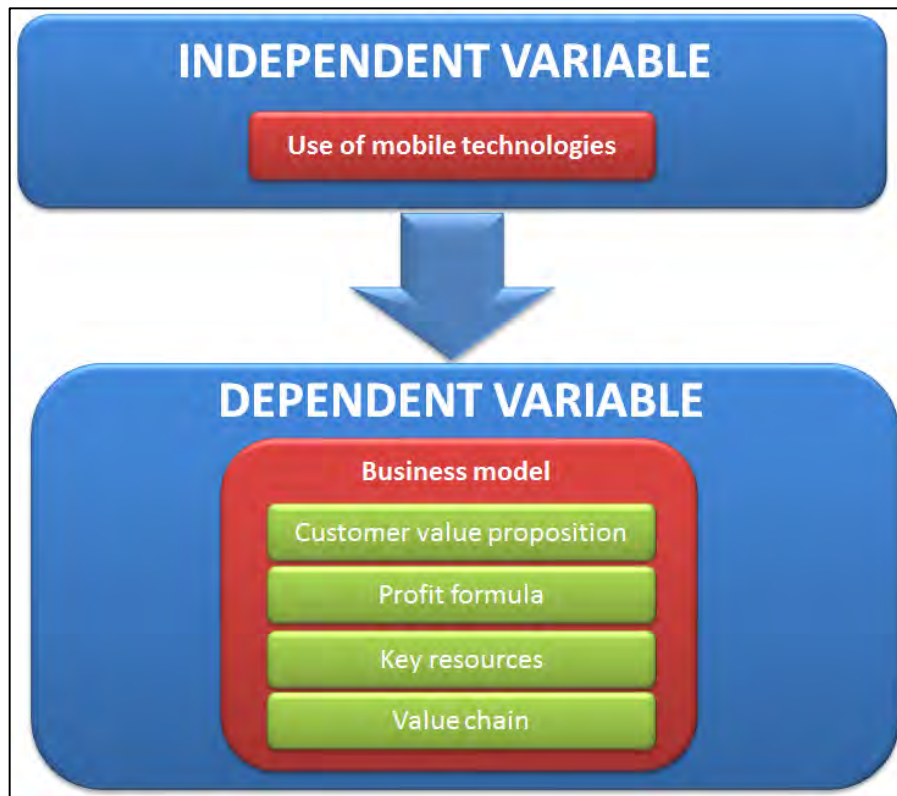 INDEPENDENT VARIABLE
Use of mobile technologies
DEPENDENT VARIABLE
Business model
Customer value proposition
Profit formula
Key resources
Value chain